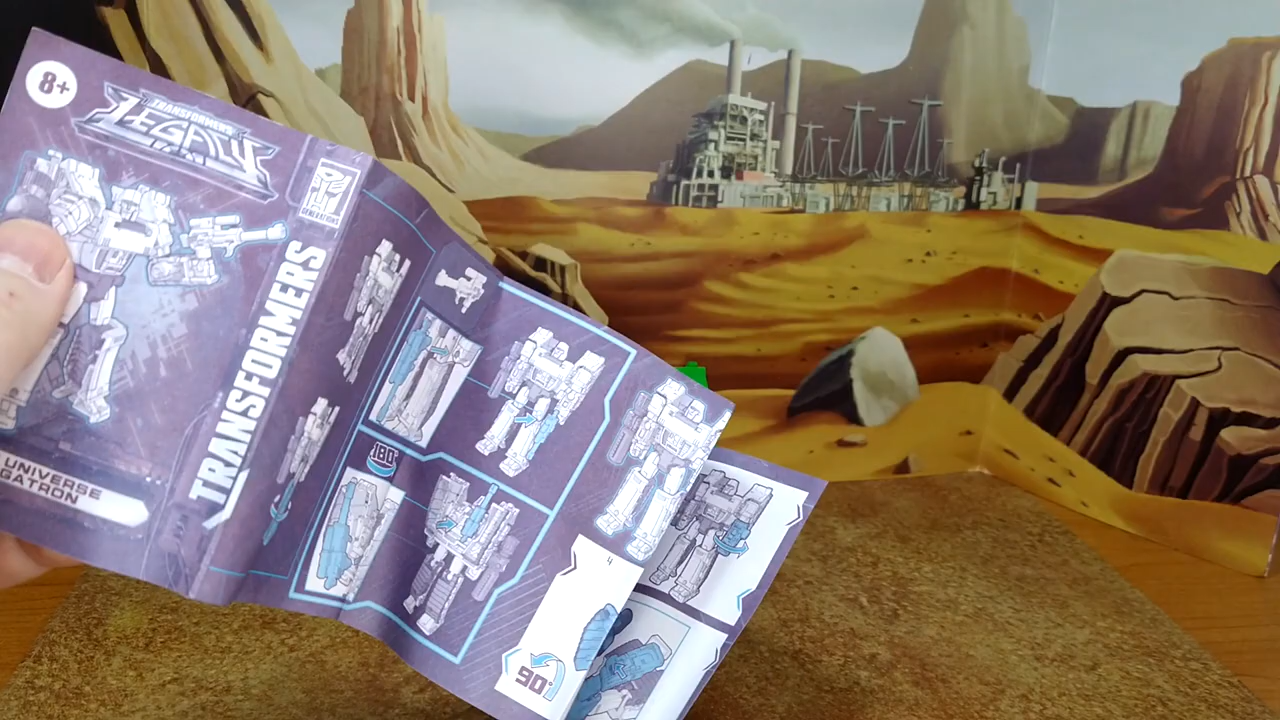 8+
TRANSFORMERS
LEGACY
GENERATIONS
TRANSFORMERS
UNIVERSE
GATRON
180°
4
90°